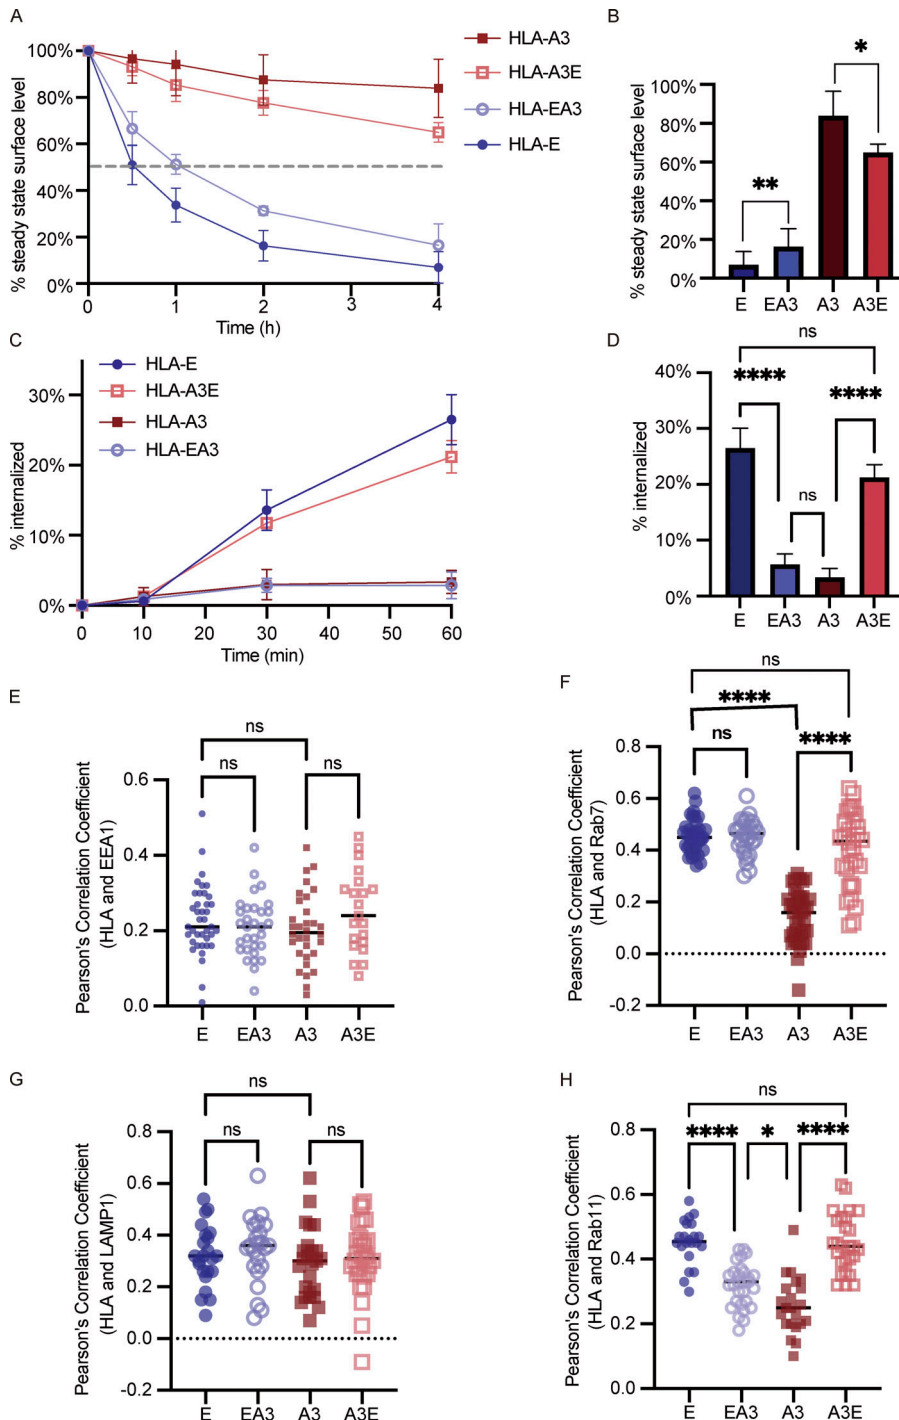 A
% steady state surface level
100%
80%
60%
40%
20%
0%
0
1
2
3
4
Time (h)
HLA-A3
HLA-A3E
HLA-EA3
HLA-E
B
% steady state surface level
100%
80%
60%
40%
20%
0%
**
*
E EA3 A3 A3E
C
% internalized
30%
20%
10%
0%
0 10 20 30 40 50 60
Time (min)
HLA-E
HLA-A3E
HLA-A3
HLA-EA3
D
% internalized
40%
30%
20%
10%
0%
ns
****
****
ns
E EA3 A3 A3E
E
Pearson's Correlation Coefficient
(HLA and EEA1)
0.6
0.4
0.2
0.0
ns
ns
ns
E EA3 A3 A3E
F
Pearson's Correlation Coefficient
(HLA and Rab7)
0.8
0.6
0.4
0.2
0.0
-0.2
ns
****
ns
****
E EA3 A3 A3E
G
Pearson's Correlation Coefficient
(HLA and LAMP1)
0.8
0.6
0.4
0.2
0.0
-0.2
ns
ns
ns
E EA3 A3 A3E
H
Pearson's Correlation Coefficient
(HLA and Rab11)
0.8
0.6
0.4
0.2
0.0
ns
****
*
****
E EA3 A3 A3E